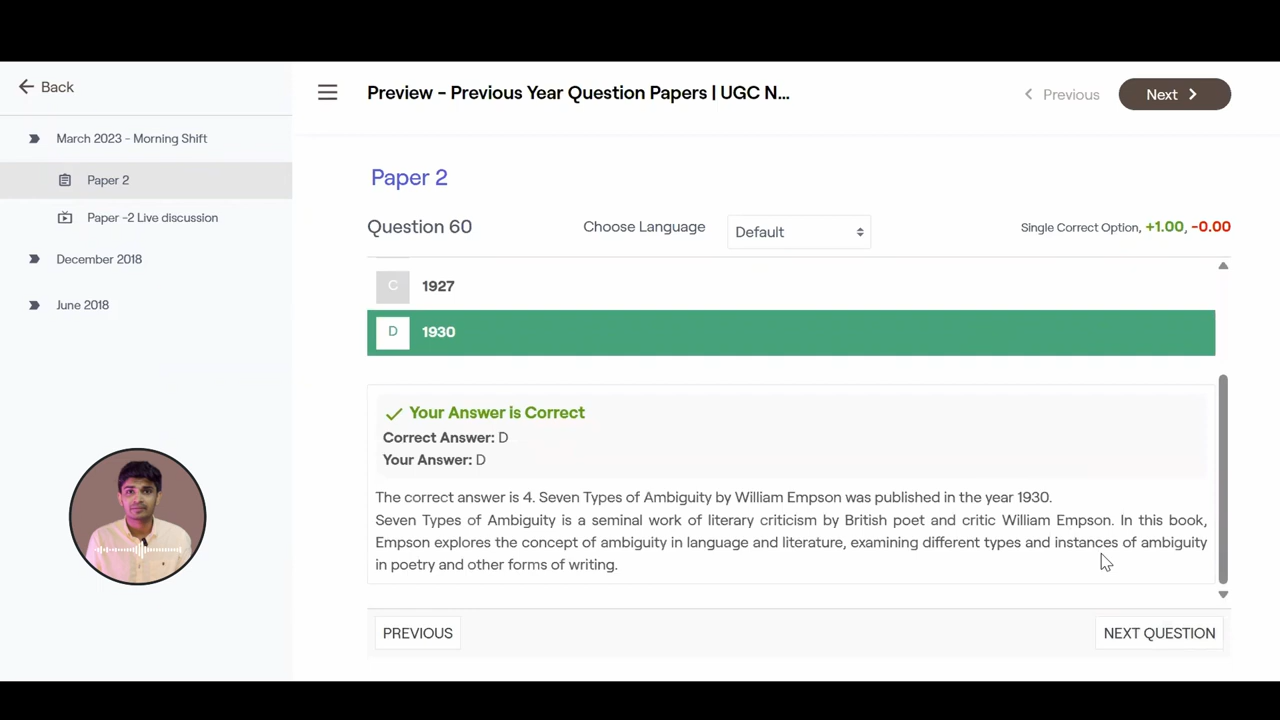 Back
Preview - Previous Year Question Papers | UGC N...
Previous
Next
March 2023 - Morning Shift
Paper 2
Paper -2 Live discussion
December 2018
June 2018
Paper 2
Question 60
Choose Language
Default
Single Correct Option, +1.00, -0.00
C
1927
D
1930
Your Answer is Correct
Correct Answer: D
Your Answer: D
The correct answer is 4. Seven Types of Ambiguity by William Empson was published in the year 1930.
Seven Types of Ambiguity is a seminal work of literary criticism by British poet and critic William Empson. In this book,
Empson explores the concept of ambiguity in language and literature, examining different types and instances of ambiguity
in poetry and other forms of writing.
PREVIOUS
NEXT QUESTION